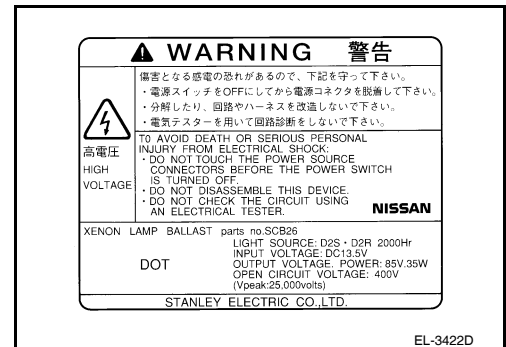 WARNING 警告
傷害となる感電の恐れがあるので、下記を守って下さい。
・電源スイッチをOFFにしてから電源コネクタを脱着して下さい。
・分解したり、回路やハーネスを改造しないで下さい。
・電気テスターを用いて回路診断をしないで下さい。
高電圧
HIGH
VOLTAGE
TO AVOID DEATH OR SERIOUS PERSONAL
INJURY FROM ELECTRICAL SHOCK:
・DO NOT TOUCH THE POWER SOURCE
CONNECTORS BEFORE THE POWER SWITCH
IS TURNED OFF.
・DO NOT DISASSEMBLE THIS DEVICE.
・DO NOT CHECK THE CIRCUIT USING
AN ELECTRICAL TESTER.
NISSAN
XENON LAMP BALLAST parts no.SCB26
DOT
LIGHT SOURCE: D2S・D2R 2000Hr
INPUT VOLTAGE: DC13.5V
OUTPUT VOLTAGE. POWER: 85V.35W
OPEN CIRCUIT VOLTAGE: 400V
(Vpeak:25,000volts)
STANLEY ELECTRIC CO.,LTD.
EL-3422D